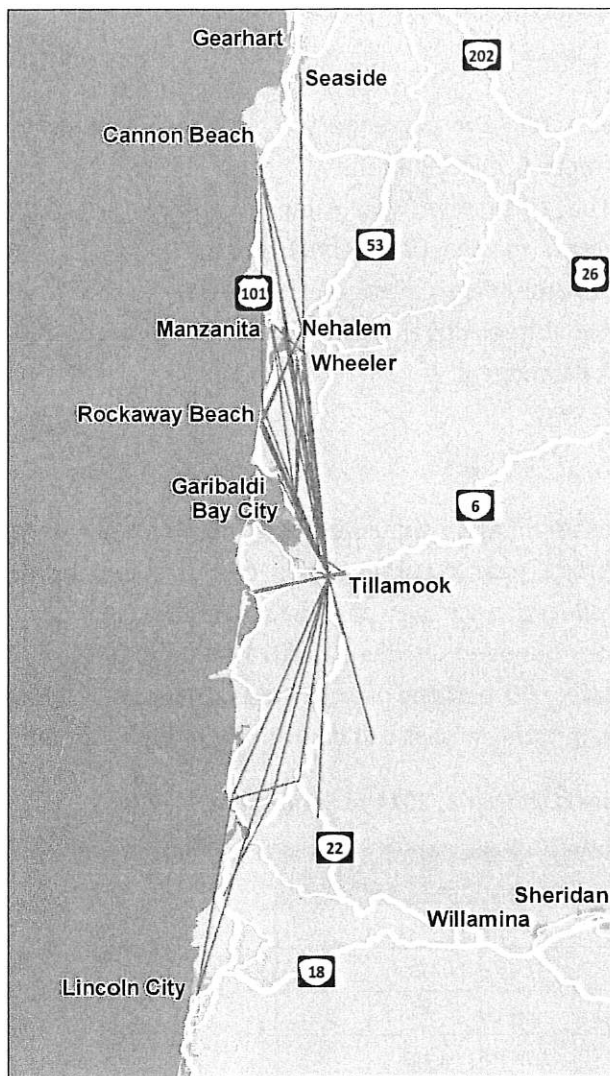 Gearhart
202
Seaside
Cannon Beach
53
26
101
Manzanita
Nehalem
Wheeler
Rockaway Beach
Garibaldi
Bay City
6
Tillamook
22
Sheridan
Willamina
18
Lincoln City